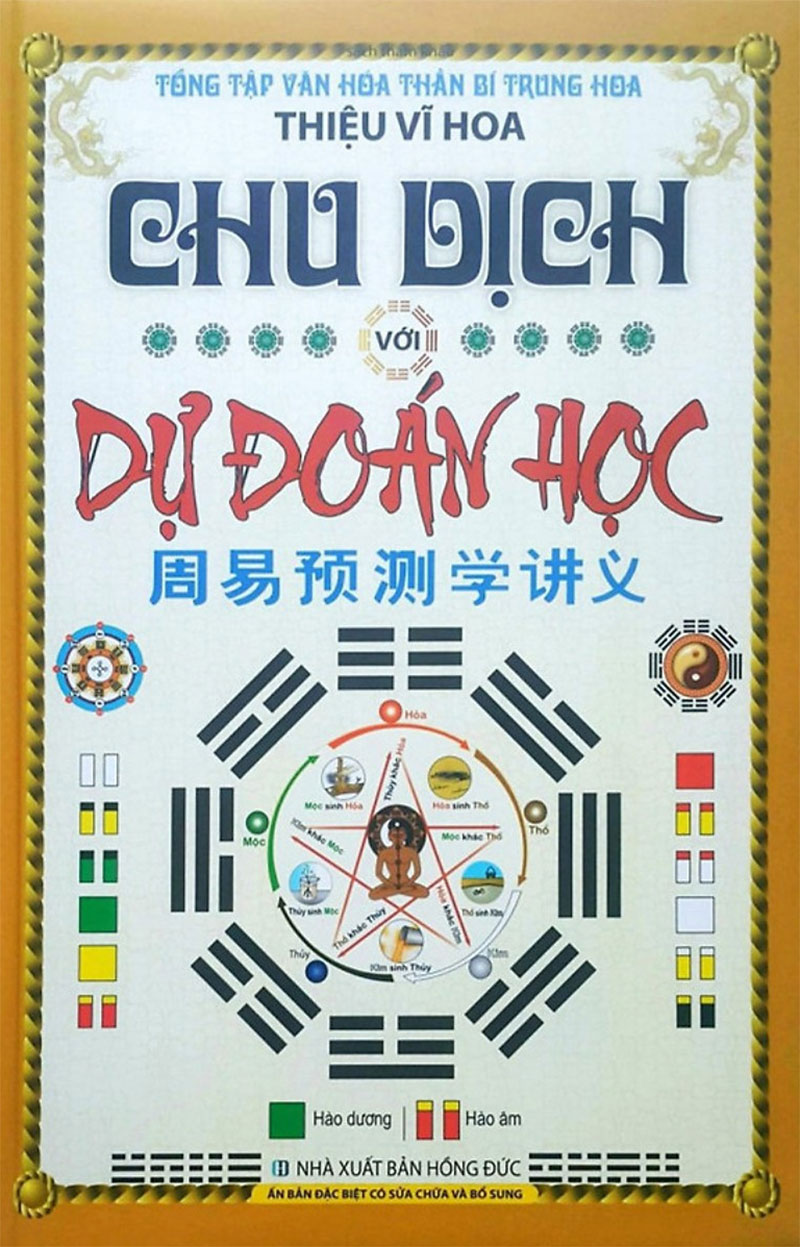 Sách tham khảo
TỔNG TẬP VĂN HÓA THẦN BÍ TRUNG HOA
THIỆU VĨ HOA
CHU DỊCH
VỚI
DỰ ĐOÁN HỌC
周易预测学讲义
Hỏa
Thủy khắc Hỏa
Mộc sinh Hỏa
Hỏa sinh Thổ
Mộc
Kim khắc Mộc
Mộc khắc Thổ
Thổ
Thủy sinh Mộc
Thổ khắc Thủy
Hỏa khắc Kim
Thổ sinh Kim
Thủy
Kim sinh Thủy
Kim
Hào dương
Hào âm
NHÀ XUẤT BẢN HỒNG ĐỨC
ẤN BẢN ĐẶC BIỆT CÓ SỬA CHỮA VÀ BỔ SUNG